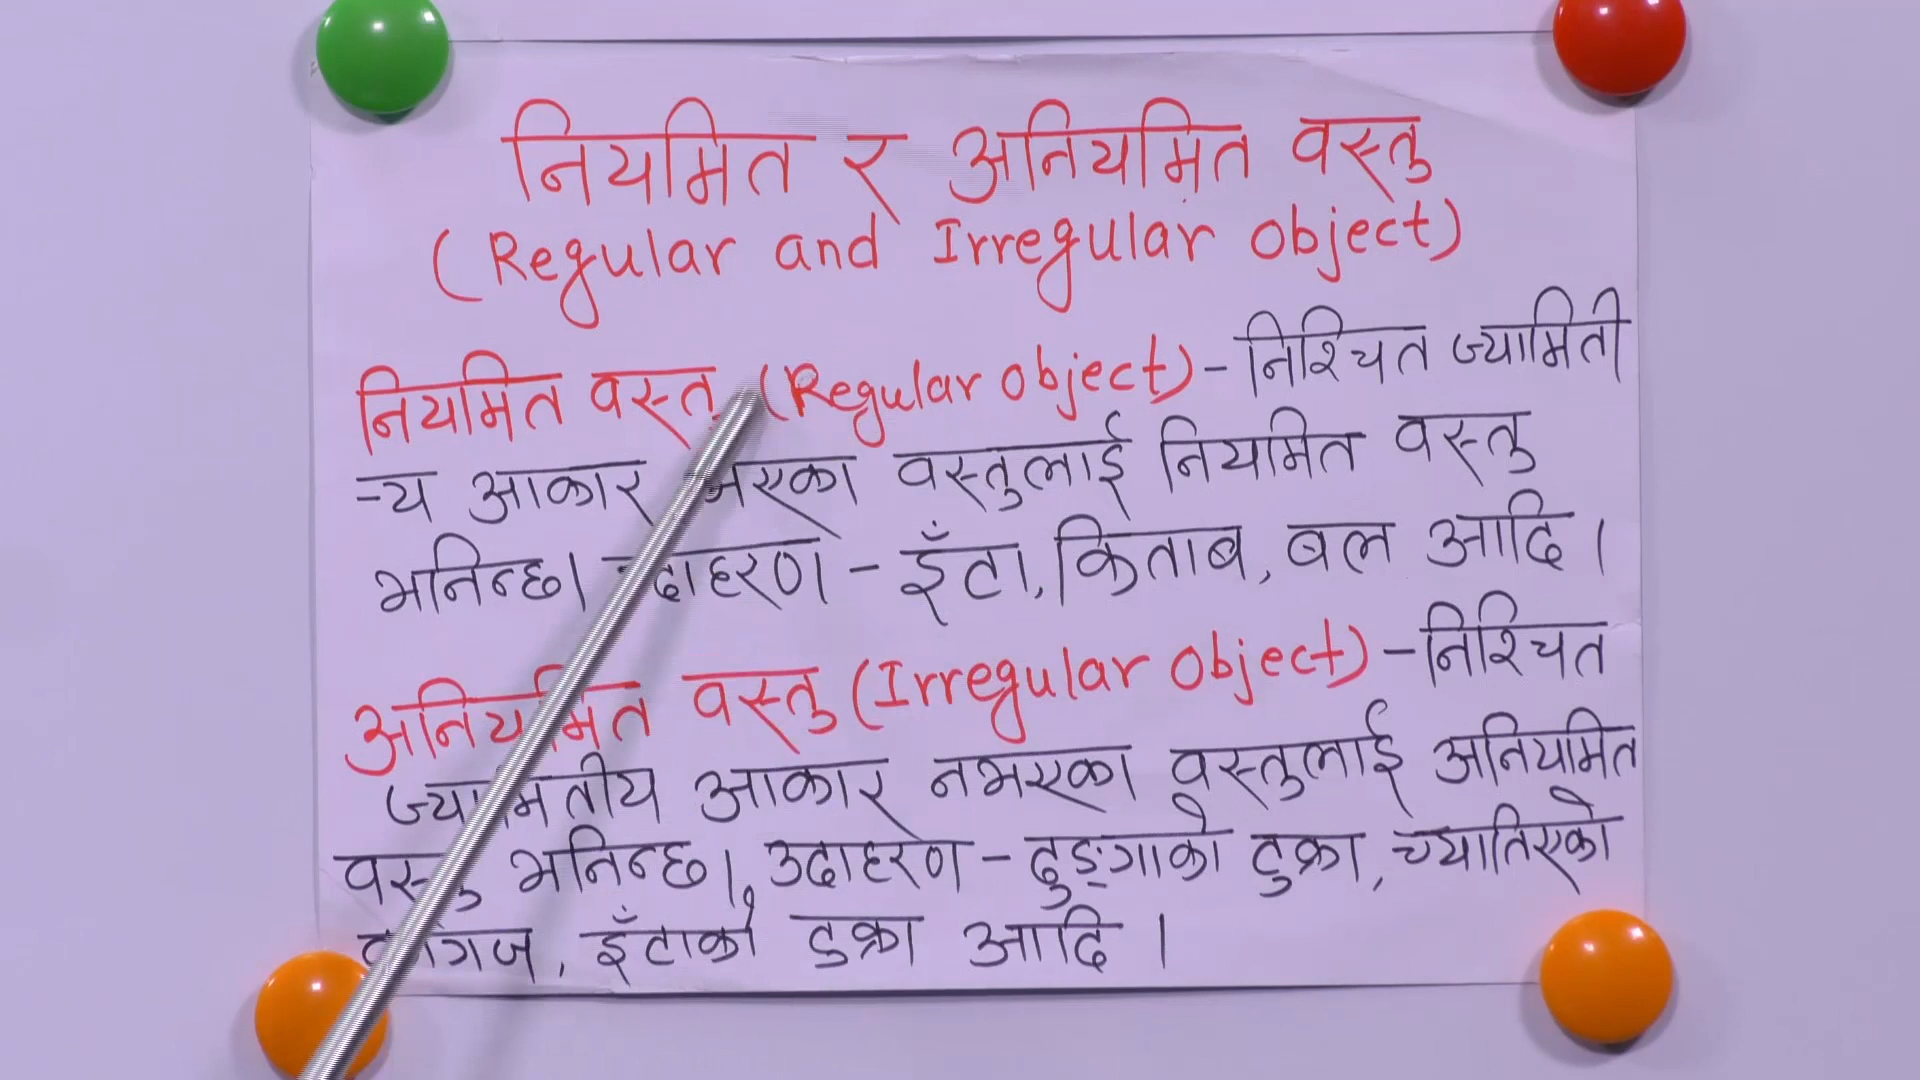 नियमित र अनियमित वस्तु
(Regular and Irregular object)
नियमित वस्तु (Regular object) - निश्चित ज्यामिती
-य आकार भएका वस्तुलाई नियमित वस्तु
भनिन्छ। उदाहरण - इँटा, किताब, बल आदि।
अनियमित वस्तु (Irregular object) - निश्चित
ज्यामितीय आकार नभएका वस्तुलाई अनियमित
वस्तु भनिन्छ। उदाहरण - ढुङ्गाको टुक्रा, च्यातिएको
कागज, इँटाको टुक्रा आदि।